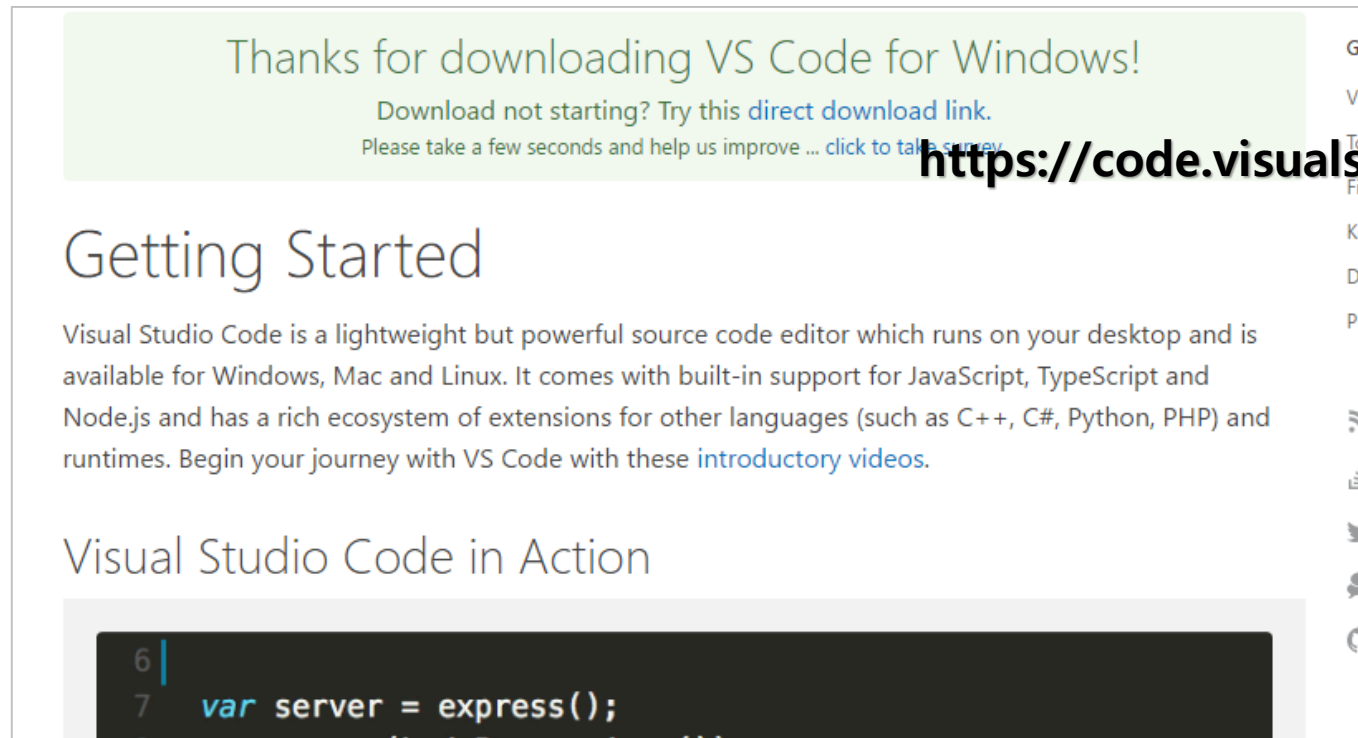 Thanks for downloading VS Code for Windows!
Download not starting? Try this direct download link.
Please take a few seconds and help us improve ... click to take survey
https://code.visuals
Getting Started
Visual Studio Code is a lightweight but powerful source code editor which runs on your desktop and is
available for Windows, Mac and Linux. It comes with built-in support for JavaScript, TypeScript and
Node.js and has a rich ecosystem of extensions for other languages (such as C++, C#, Python, PHP) and
runtimes. Begin your journey with VS Code with these introductory videos.
Visual Studio Code in Action
6
7 var server = express();